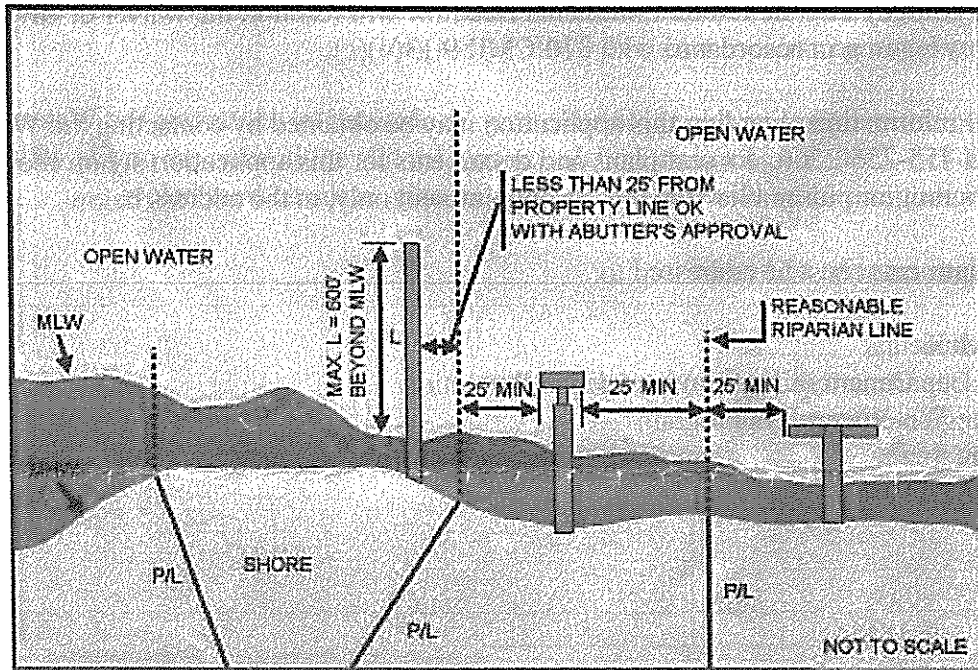 OPEN WATER
LESS THAN 25' FROM
PROPERTY LINE OK
WITH ABUTTER'S APPROVAL
OPEN WATER
MAX. L = 600'
BEYOND MLW
L
REASONABLE
RIPARIAN LINE
MLW
25' MIN.
25' MIN.
25' MIN.
P/L
SHORE
P/L
P/L
NOT TO SCALE